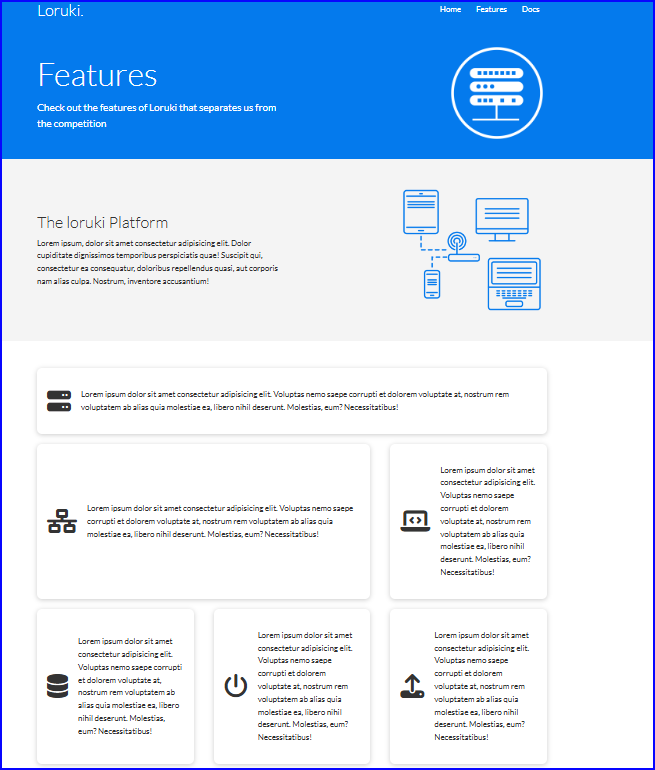 Loruki.
Home Features Docs
Features
Check out the features of Loruki that separates us from
the competition
The loruki Platform
Lorem ipsum, dolor sit amet consectetur adipisicing elit. Dolor
cupiditate dignissimos temporibus perspiciatis quae! Suscipit qui,
consectetur ea consequatur, doloribus repellendus quasi, aut corporis
nam alias culpa. Nostrum, inventore accusantium!
Lorem ipsum dolor sit amet consectetur adipisicing elit. Voluptas nemo saepe corrupti et dolorem voluptate at, nostrum rem
voluptatem ab alias quia molestiae ea, libero nihil deserunt. Molestias, eum? Necessitatibus!
Lorem ipsum dolor sit amet consectetur adipisicing elit. Voluptas nemo saepe
corrupti et dolorem voluptate at, nostrum rem voluptatem ab alias quia
molestiae ea, libero nihil deserunt. Molestias, eum? Necessitatibus!
Lorem ipsum dolor sit amet
consectetur adipisicing elit.
Voluptas nemo saepe
corrupti et dolorem
voluptate at, nostrum rem
voluptatem ab alias quia
molestiae ea, libero nihil
deserunt. Molestias, eum?
Necessitatibus!
Lorem ipsum dolor sit amet
consectetur adipisicing elit.
Voluptas nemo saepe corrupti
et dolorem voluptate at,
nostrum rem voluptatem ab
alias quia molestiae ea, libero
nihil deserunt. Molestias,
eum? Necessitatibus!
Lorem ipsum dolor sit amet
consectetur adipisicing elit.
Voluptas nemo saepe
corrupti et dolorem
voluptate at, nostrum rem
voluptatem ab alias quia
molestiae ea, libero nihil
deserunt. Molestias, eum?
Necessitatibus!
Lorem ipsum dolor sit amet
consectetur adipisicing elit.
Voluptas nemo saepe
corrupti et dolorem
voluptate at, nostrum rem
voluptatem ab alias quia
molestiae ea, libero nihil
deserunt. Molestias, eum?
Necessitatibus!